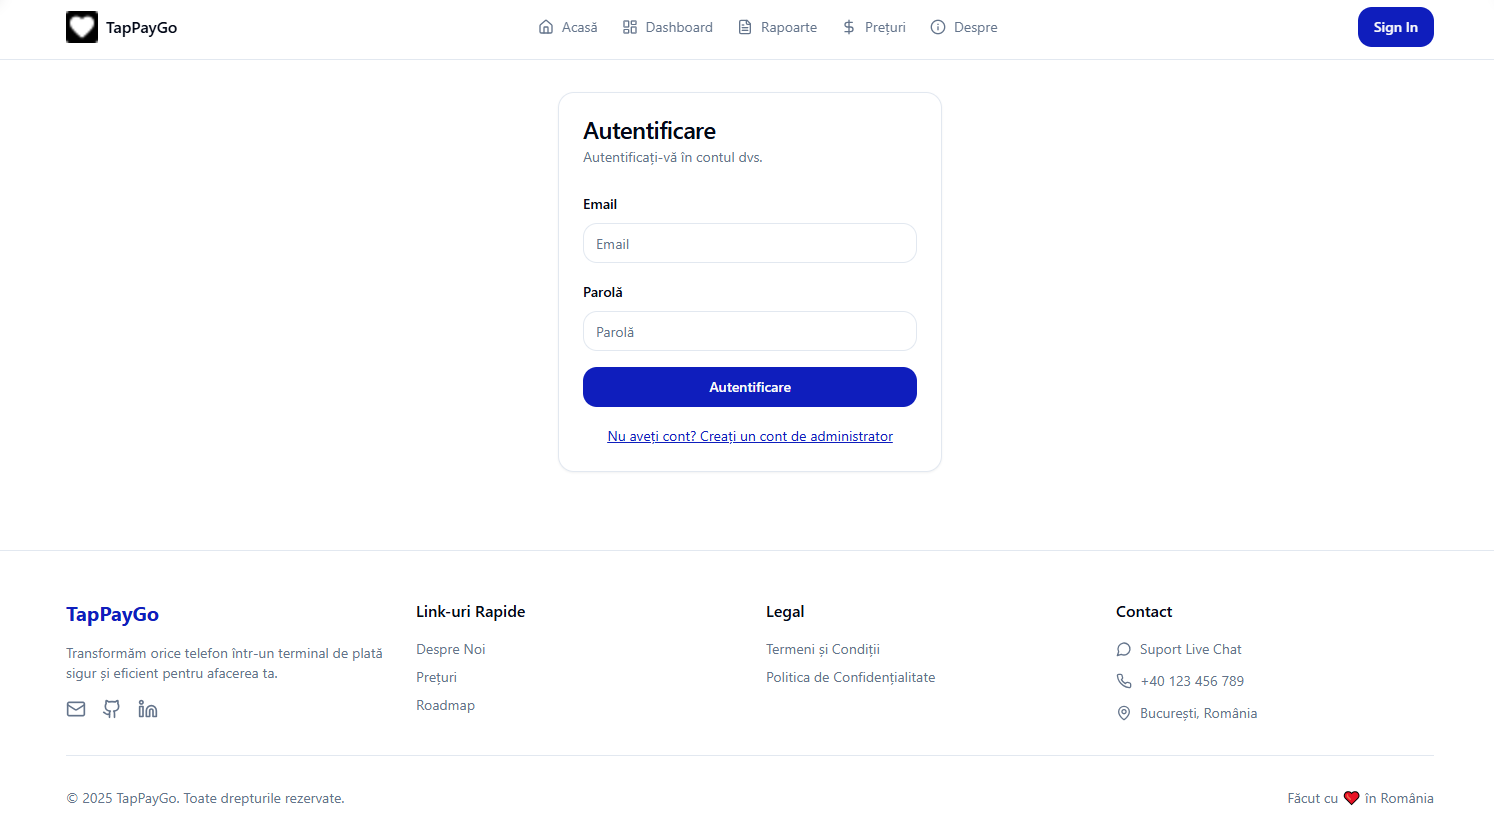 TapPayGo
Acasă
Dashboard
Rapoarte
Prețuri
Despre
Sign In
Autentificare
Autentificați-vă în contul dvs.
Email
Email
Parolă
Parolă
Autentificare
Nu aveți cont? Creați un cont de administrator
TapPayGo
Transformăm orice telefon într-un terminal de plată
sigur și eficient pentru afacerea ta.
Link-uri Rapide
Despre Noi
Prețuri
Roadmap
Legal
Termeni și Condiții
Politica de Confidențialitate
Contact
Suport Live Chat
+40 123 456 789
București, România
© 2025 TapPayGo. Toate drepturile rezervate.
Făcut cu ❤️ în România